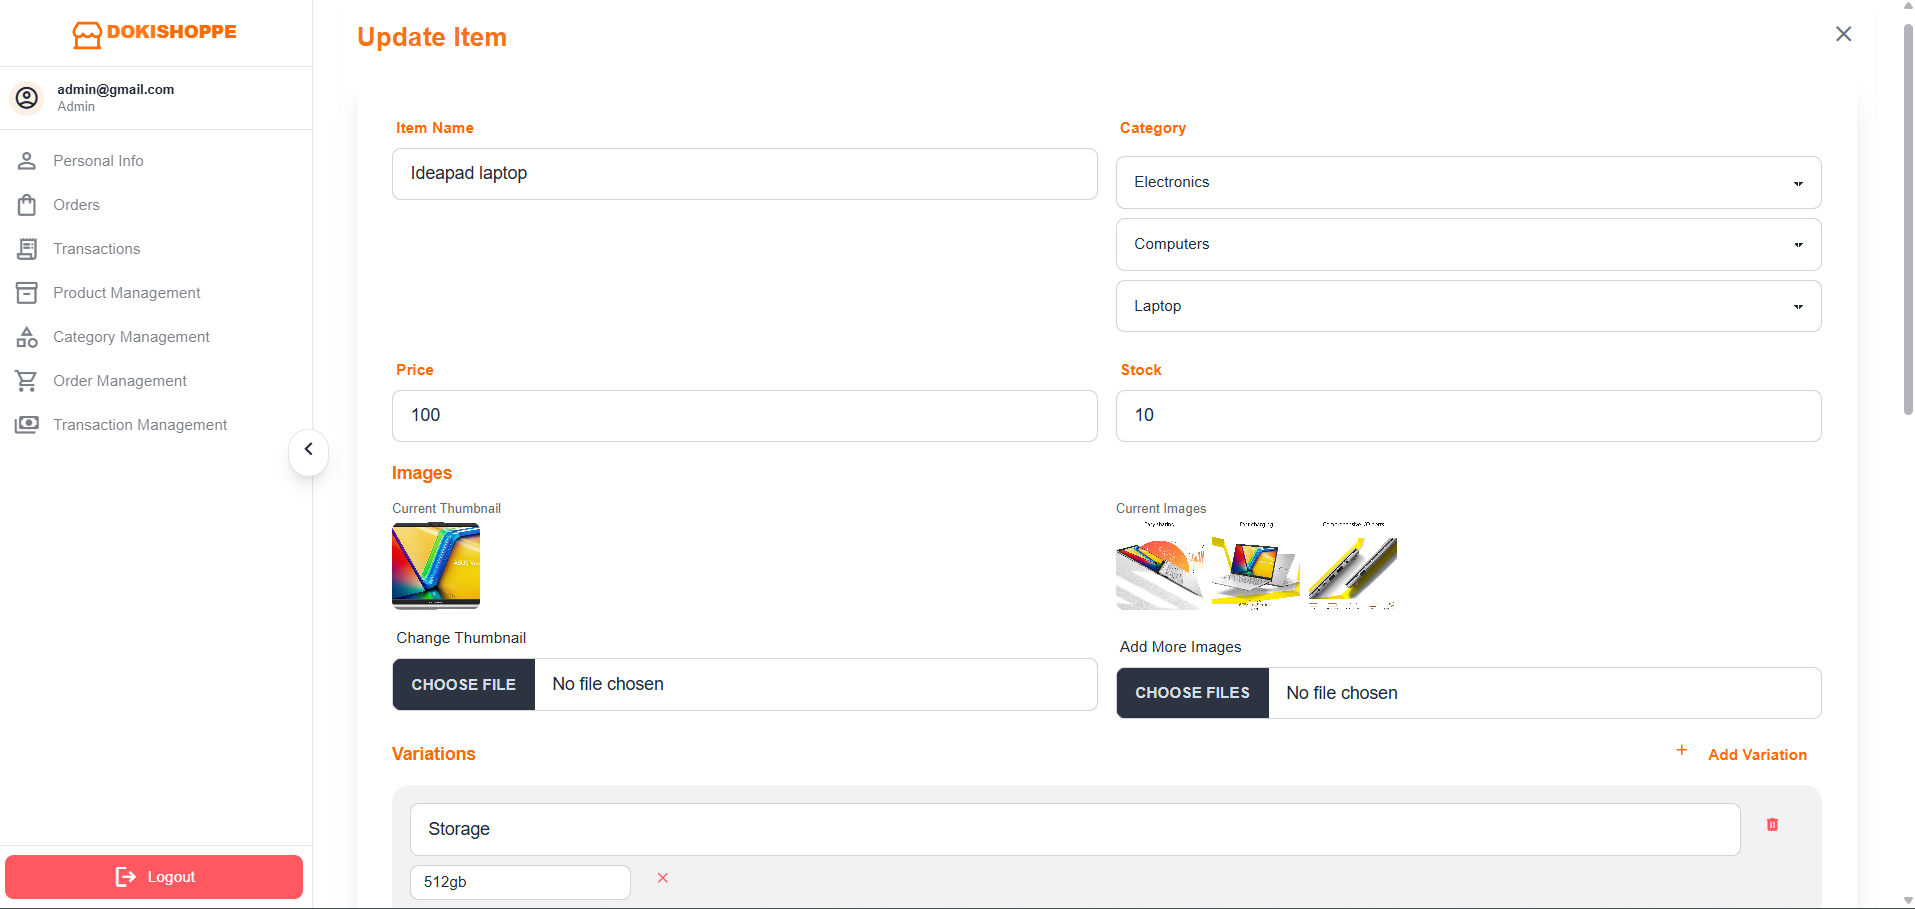 DOKISHOPPE
admin@gmail.com
Admin
Personal Info
Orders
Transactions
Product Management
Category Management
Order Management
Transaction Management
Logout
Update Item
Item Name
Ideapad laptop
Category
Electronics
Computers
Laptop
Price
100
Stock
10
Images
Current Thumbnail
ASUS
Current Images
Easy sharing
Change Thumbnail
CHOOSE FILE No file chosen
Add More Images
CHOOSE FILES No file chosen
Variations
+ Add Variation
Storage
512gb